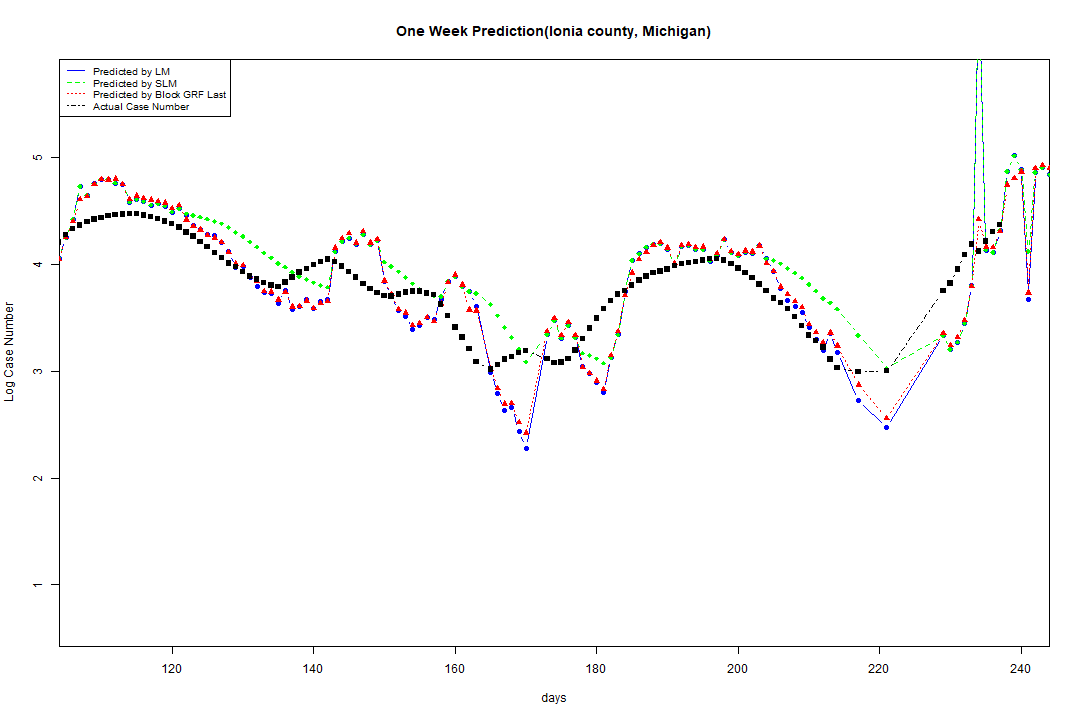 One Week Prediction(Ionia county, Michigan)
Predicted by LM
Predicted by SLM
Predicted by Block GRF Last
Actual Case Number
Log Case Number
5
4
3
2
1
120 140 160 180 200 220 240
days